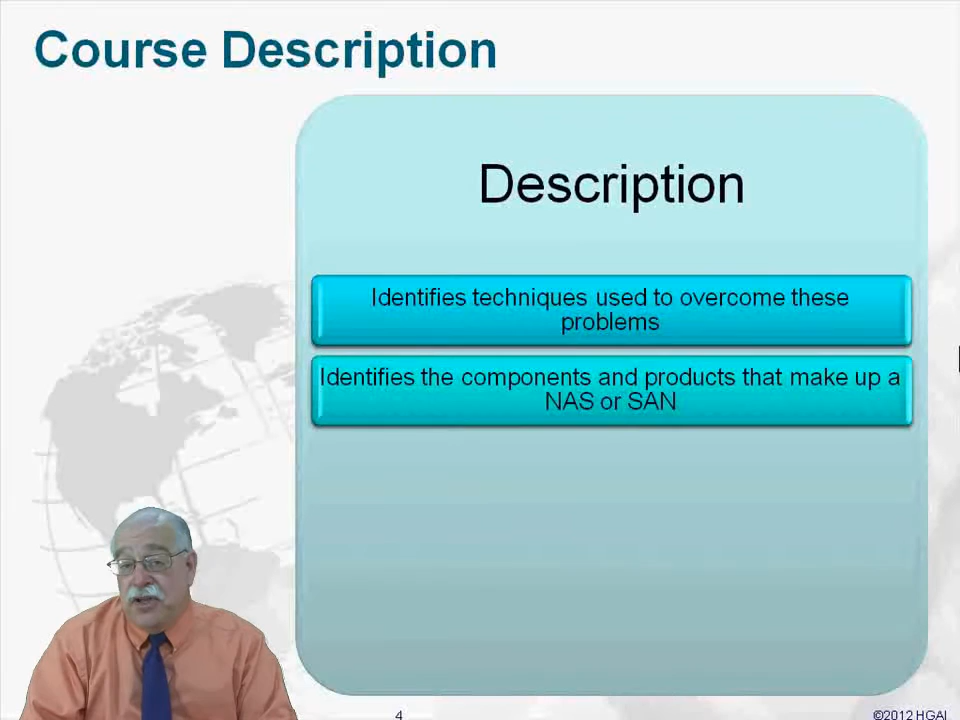 Course Description
Description
Identifies techniques used to overcome these
problems
Identifies the components and products that make up a
NAS or SAN
4
©2012 HGAI